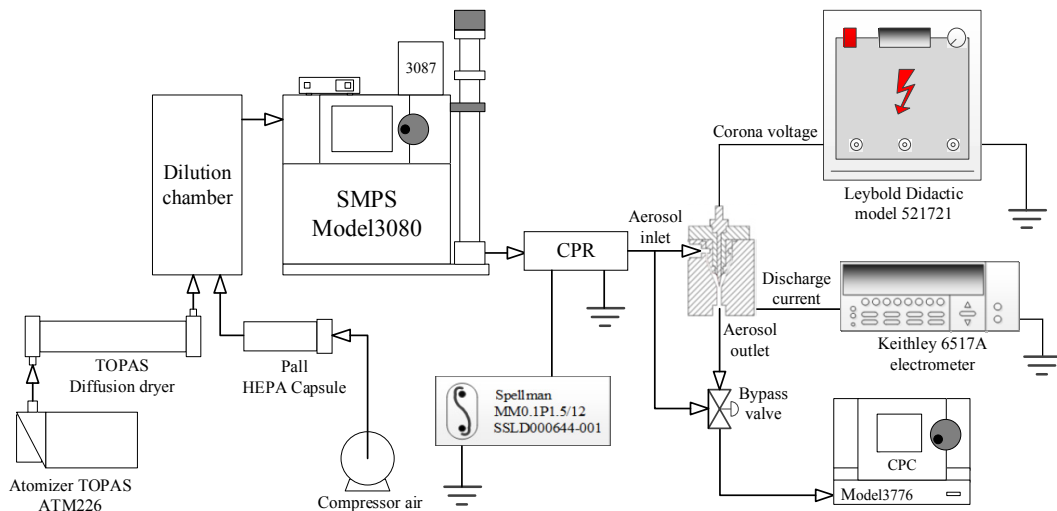 3087
Corona voltage
Dilution
chamber
SMPS
Model3080
Leybold Didactic
model 521721
Aerosol
inlet
CPR
Discharge
current
Aerosol
outlet
TOPAS
Diffusion dryer
Pall
HEPA Capsule
Keithley 6517A
electrometer
Spellman
MM0.1P1.5/12
SSLD000644-001
Bypass
valve
CPC
Model3776
Atomizer TOPAS
ATM226
Compressor air